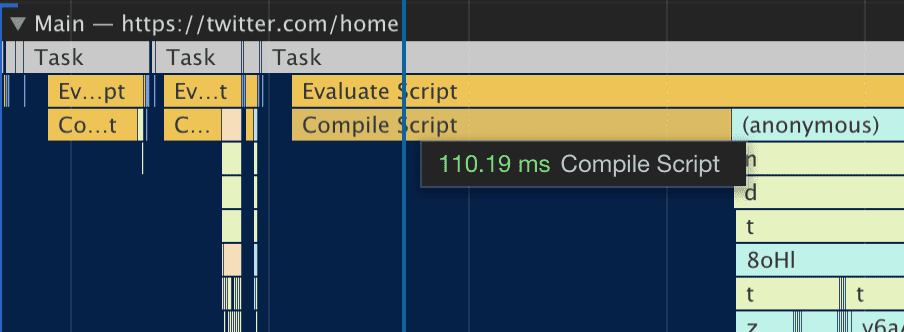 ▼ Main — https://twitter.com/home
Task Task Task
Ev…pt Ev…t Evaluate Script
Co…t C… Compile Script (anonymous)
110.19 ms Compile Script
d
t
8oHl
t t
z